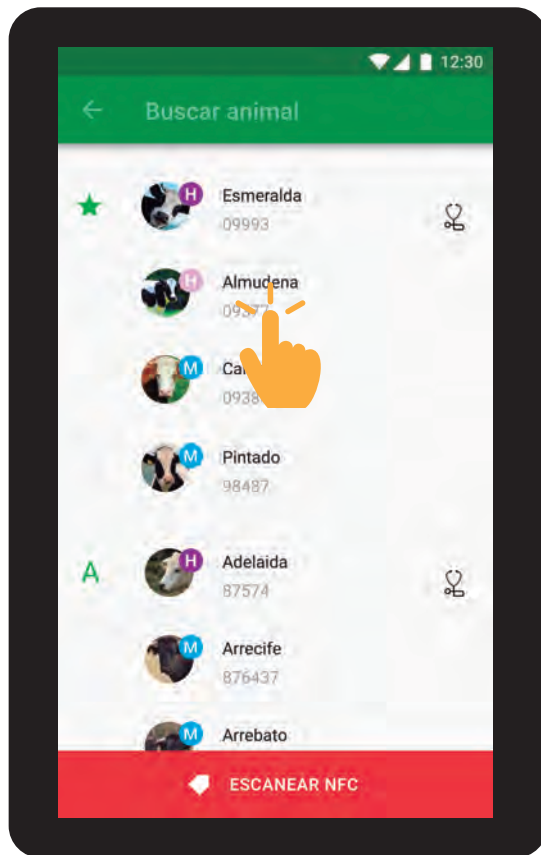 12:30
Buscar animal
H
Esmeralda
09993
H
Almudena
M
M
Pintado
98487
A
H
Adelaida
87574
M
Arrecife
876437
M
Arrebato
ESCANEAR NFC